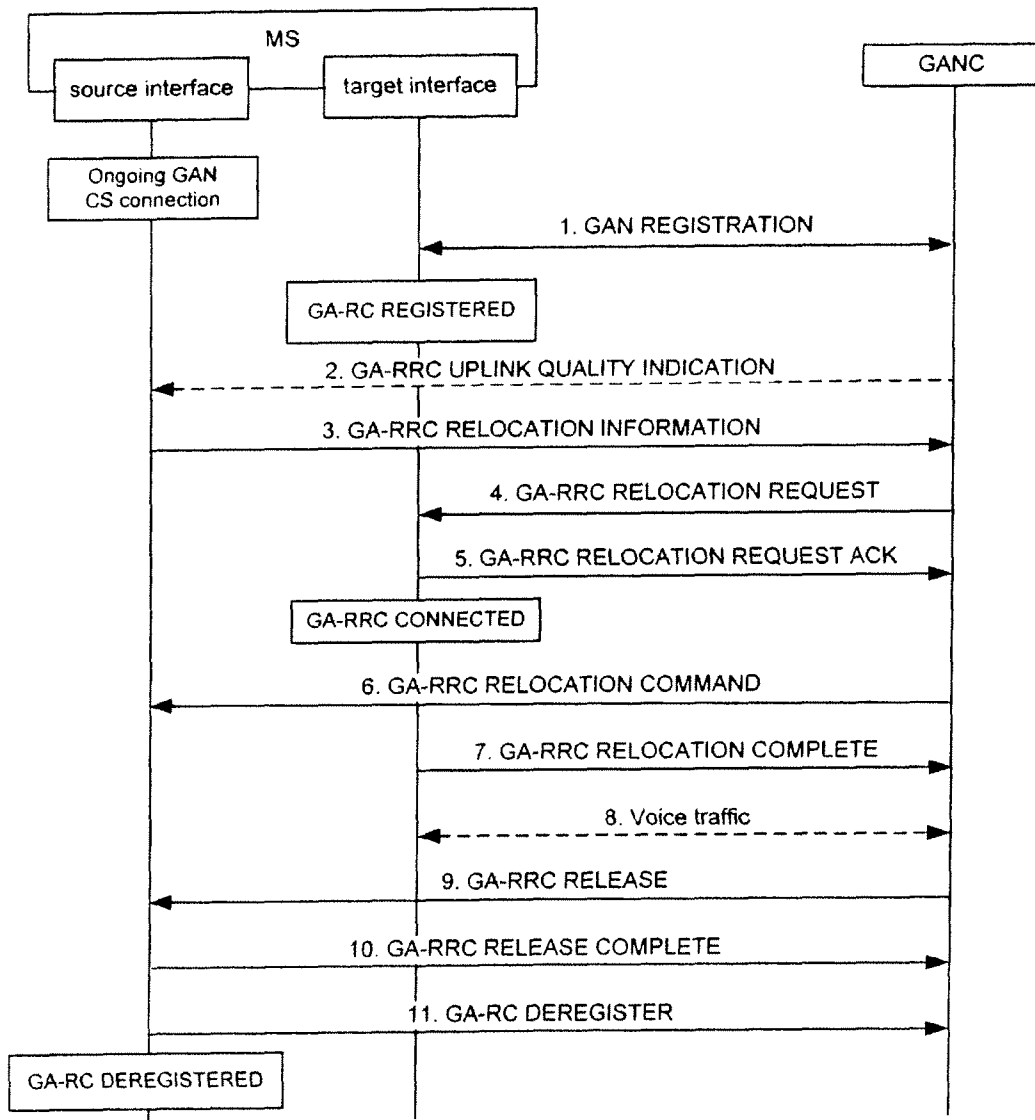 MS
source interface
target interface
GANC
Ongoing GAN
CS connection
1. GAN REGISTRATION
GA-RC REGISTERED
2. GA-RRC UPLINK QUALITY INDICATION
3. GA-RRC RELOCATION INFORMATION
4. GA-RRC RELOCATION REQUEST
5. GA-RRC RELOCATION REQUEST ACK
GA-RRC CONNECTED
6. GA-RRC RELOCATION COMMAND
7. GA-RRC RELOCATION COMPLETE
8. Voice traffic
9. GA-RRC RELEASE
10. GA-RRC RELEASE COMPLETE
11. GA-RC DEREGISTER
GA-RC DEREGISTERED